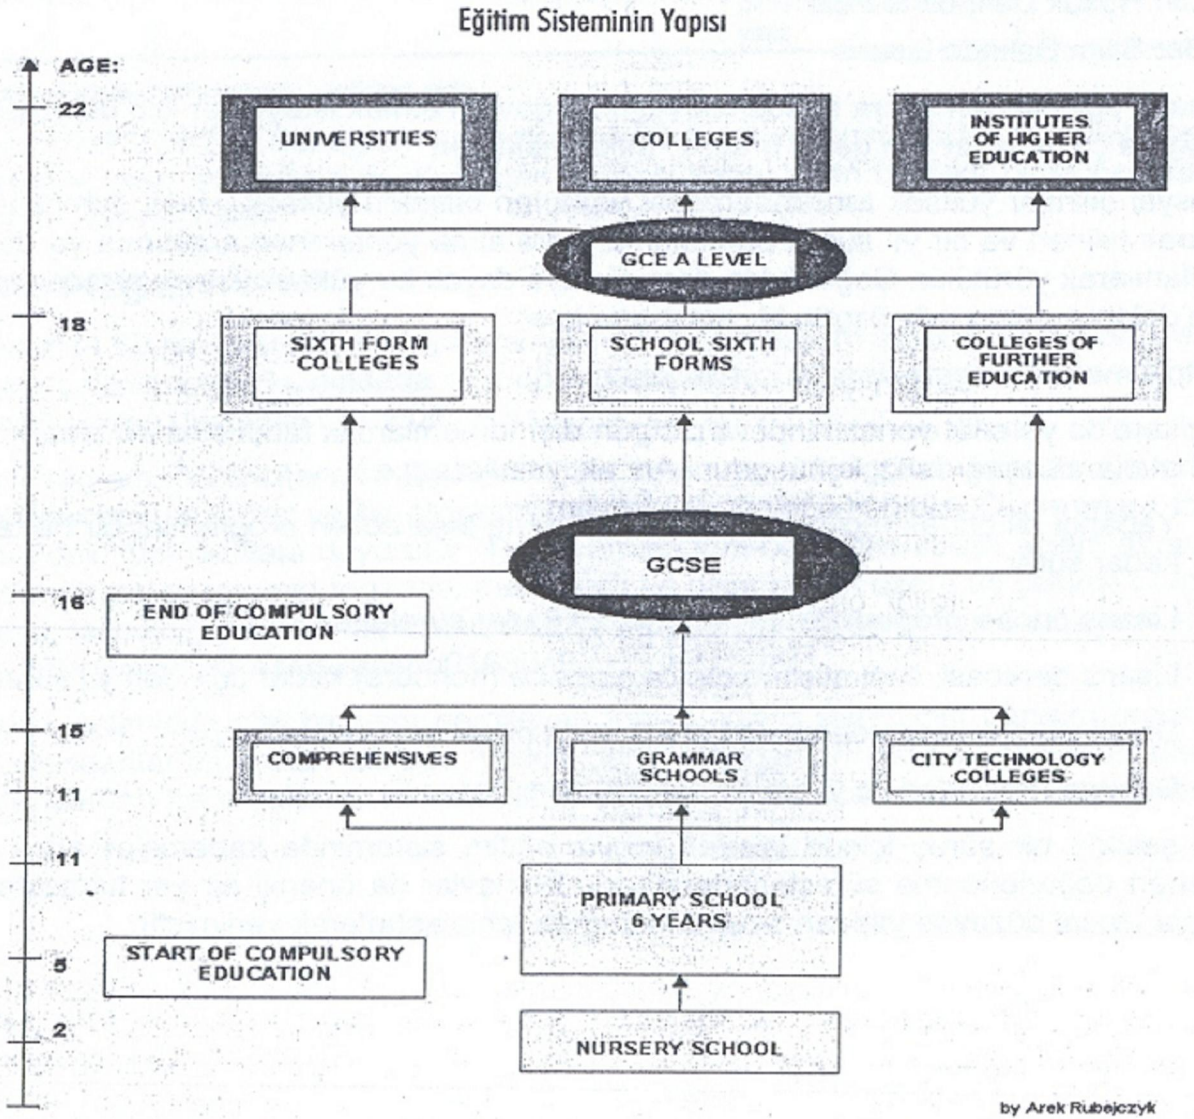 Eğitim Sisteminin Yapısı
AGE:
22
UNIVERSITIES
COLLEGES
INSTITUTES
OF HIGHER
EDUCATION
GCE A LEVEL
18
SIXTH FORM
COLLEGES
SCHOOL SIXTH
FORMS
COLLEGES OF
FURTHER
EDUCATION
GCSE
16
END OF COMPULSORY
EDUCATION
15
COMPREHENSIVES
GRAMMAR
SCHOOLS
CITY TECHNOLOGY
COLLEGES
11
11
PRIMARY SCHOOL
6 YEARS
START OF COMPULSORY
EDUCATION
5
2
NURSERY SCHOOL
by Arek Rubajczyk